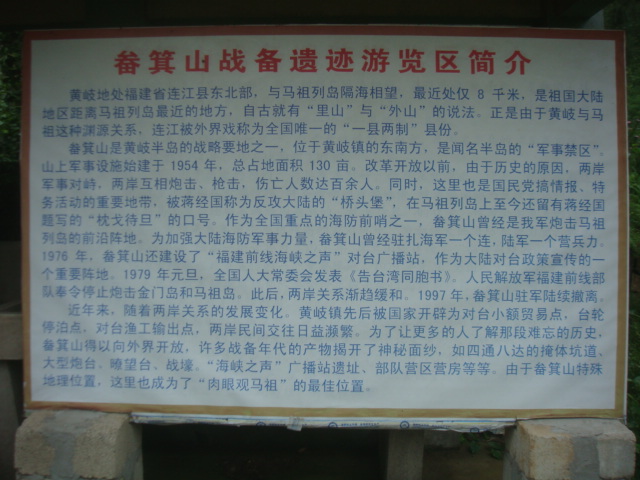 畚箕山战备遗迹游览区简介
黄岐地处福建省连江县东北部，与马祖列岛隔海相望，最近处仅 8 千米，是祖国大陆
地区距离马祖列岛最近的地方，自古就有“里山”与“外山”的说法。正是由于黄岐与马
祖这种渊源关系，连江被外界戏称为全国唯一的“一县两制”县份。
畚箕山是黄岐半岛的战略要地之一，位于黄岐镇的东南方，是闻名半岛的“军事禁区”。
山上军事设施始建于 1954 年，总占地面积 130 亩。改革开放以前，由于历史的原因，两岸
军事对峙，两岸互相炮击、枪击，伤亡人数达百余人。同时，这里也是国民党搞情报、特
务活动的重要地带，被蒋经国称为反攻大陆的“桥头堡”，在马祖列岛上至今还留有蒋经国
题写的“枕戈待旦”的口号。作为全国重点的海防前哨之一，畚箕山曾经是我军炮击马祖
列岛的前沿阵地。为加强大陆海防军事力量，畚箕山曾经驻扎海军一个连，陆军一个营兵力。
1976 年，畚箕山还建设了“福建前线海峡之声”对台广播站，作为大陆对台政策宣传的一
个重要阵地。1979 年元旦，全国人大常委会发表《告台湾同胞书》。人民解放军福建前线部
队奉令停止炮击金门岛和马祖岛。此后，两岸关系渐趋缓和。1997 年，畚箕山驻军陆续撤离。
近年来，随着两岸关系的发展变化。黄岐镇先后被国家开辟为对台小额贸易点，台轮
停泊点，对台渔工输出点，两岸民间交往日益频繁。为了让更多的人了解那段难忘的历史，
畚箕山得以向外界开放，许多战备年代的产物揭开了神秘面纱，如四通八达的掩体坑道、
大型炮台、瞭望台、战壕、“海峡之声”广播站遗址、部队营区营房等等。由于畚箕山特殊
地理位置，这里也成为了“肉眼观马祖”的最佳位置。